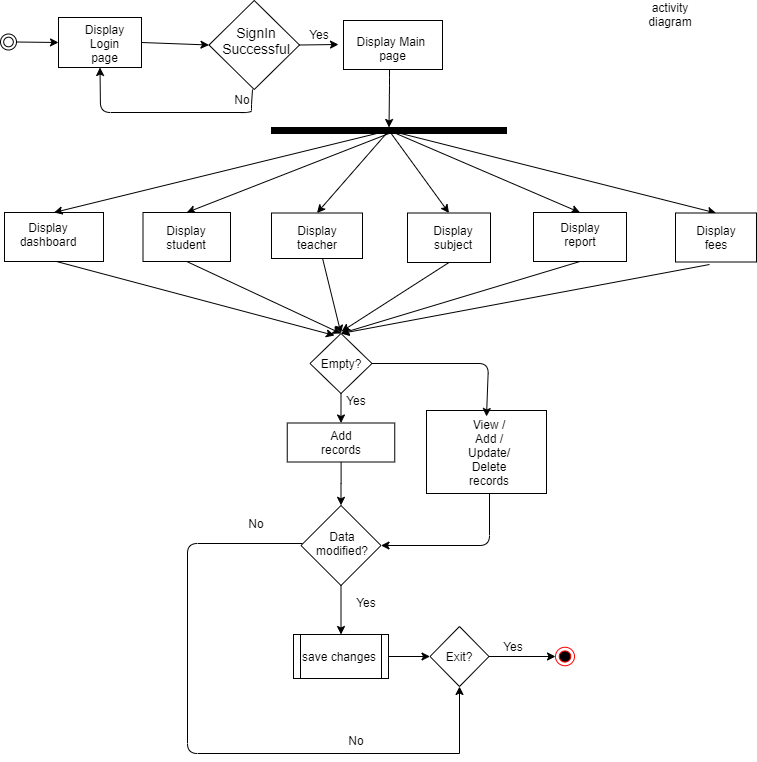 activity
diagram
Display
Login
page
SignIn
Successful
Yes
Display Main
page
No
Display
dashboard
Display
student
Display
teacher
Display
subject
Display
report
Display
fees
Empty?
Yes
Add
records
View /
Add /
Update/
Delete
records
No
Data
modified?
Yes
save changes
Exit?
Yes
No